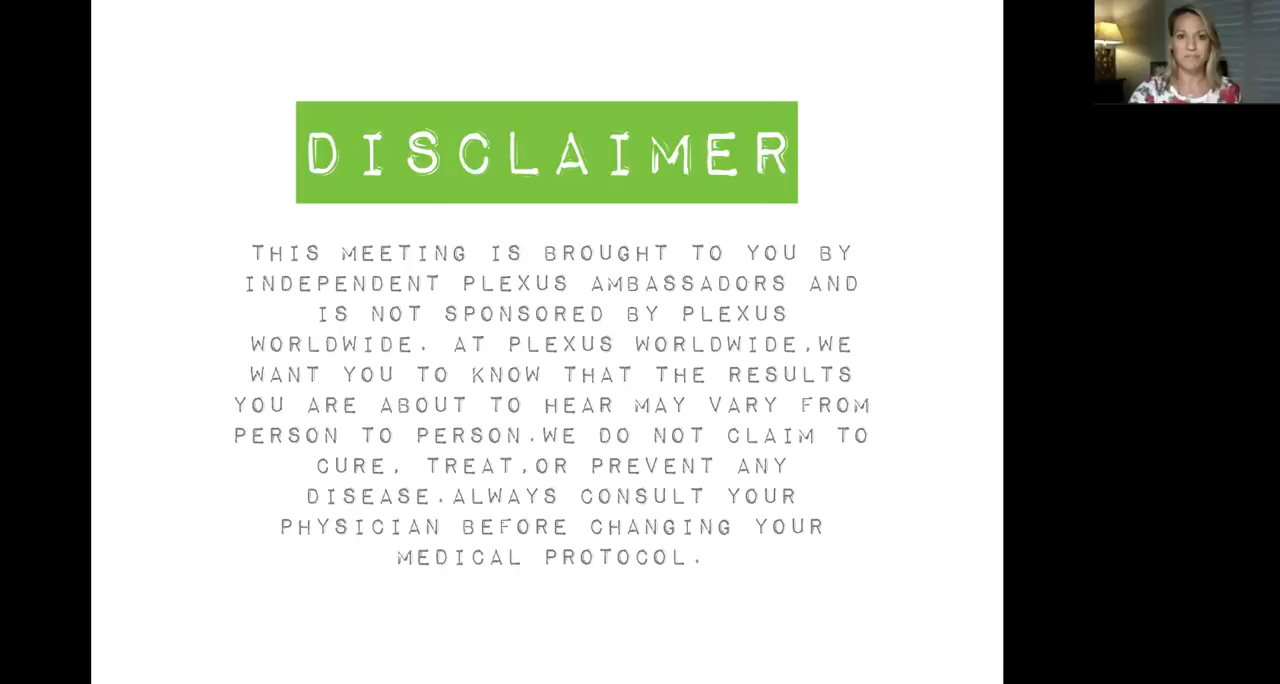 DISCLAIMER
THIS MEETING IS BROUGHT TO YOU BY
INDEPENDENT PLEXUS AMBASSADORS AND
IS NOT SPONSORED BY PLEXUS
WORLDWIDE. AT PLEXUS WORLDWIDE,WE
WANT YOU TO KNOW THAT THE RESULTS
YOU ARE ABOUT TO HEAR MAY VARY FROM
PERSON TO PERSON.WE DO NOT CLAIM TO
CURE, TREAT,OR PREVENT ANY
DISEASE.ALWAYS CONSULT YOUR
PHYSICIAN BEFORE CHANGING YOUR
MEDICAL PROTOCOL.